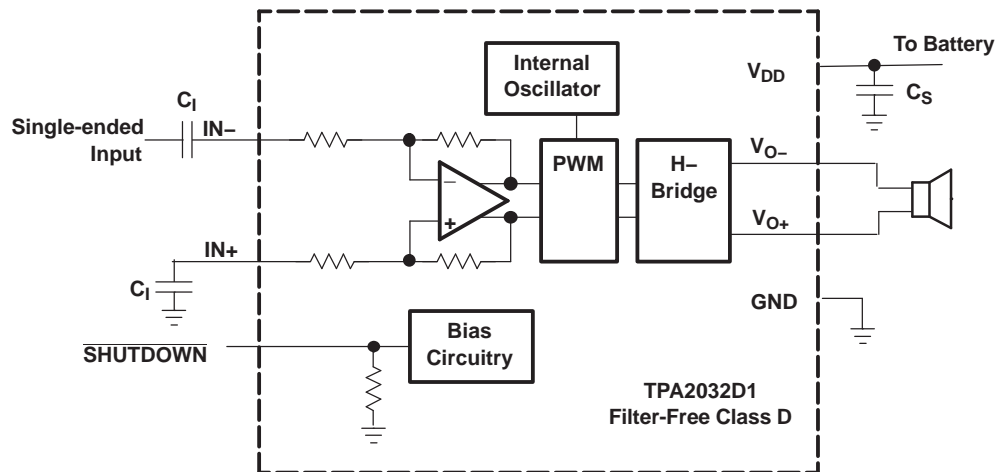 To Battery
Internal
Oscillator
VDD
CS
CI
Single-ended
Input
IN−
PWM
H−
Bridge
VO−
−
+
VO+
IN+
CI
GND
SHUTDOWN
Bias
Circuitry
TPA2032D1
Filter-Free Class D